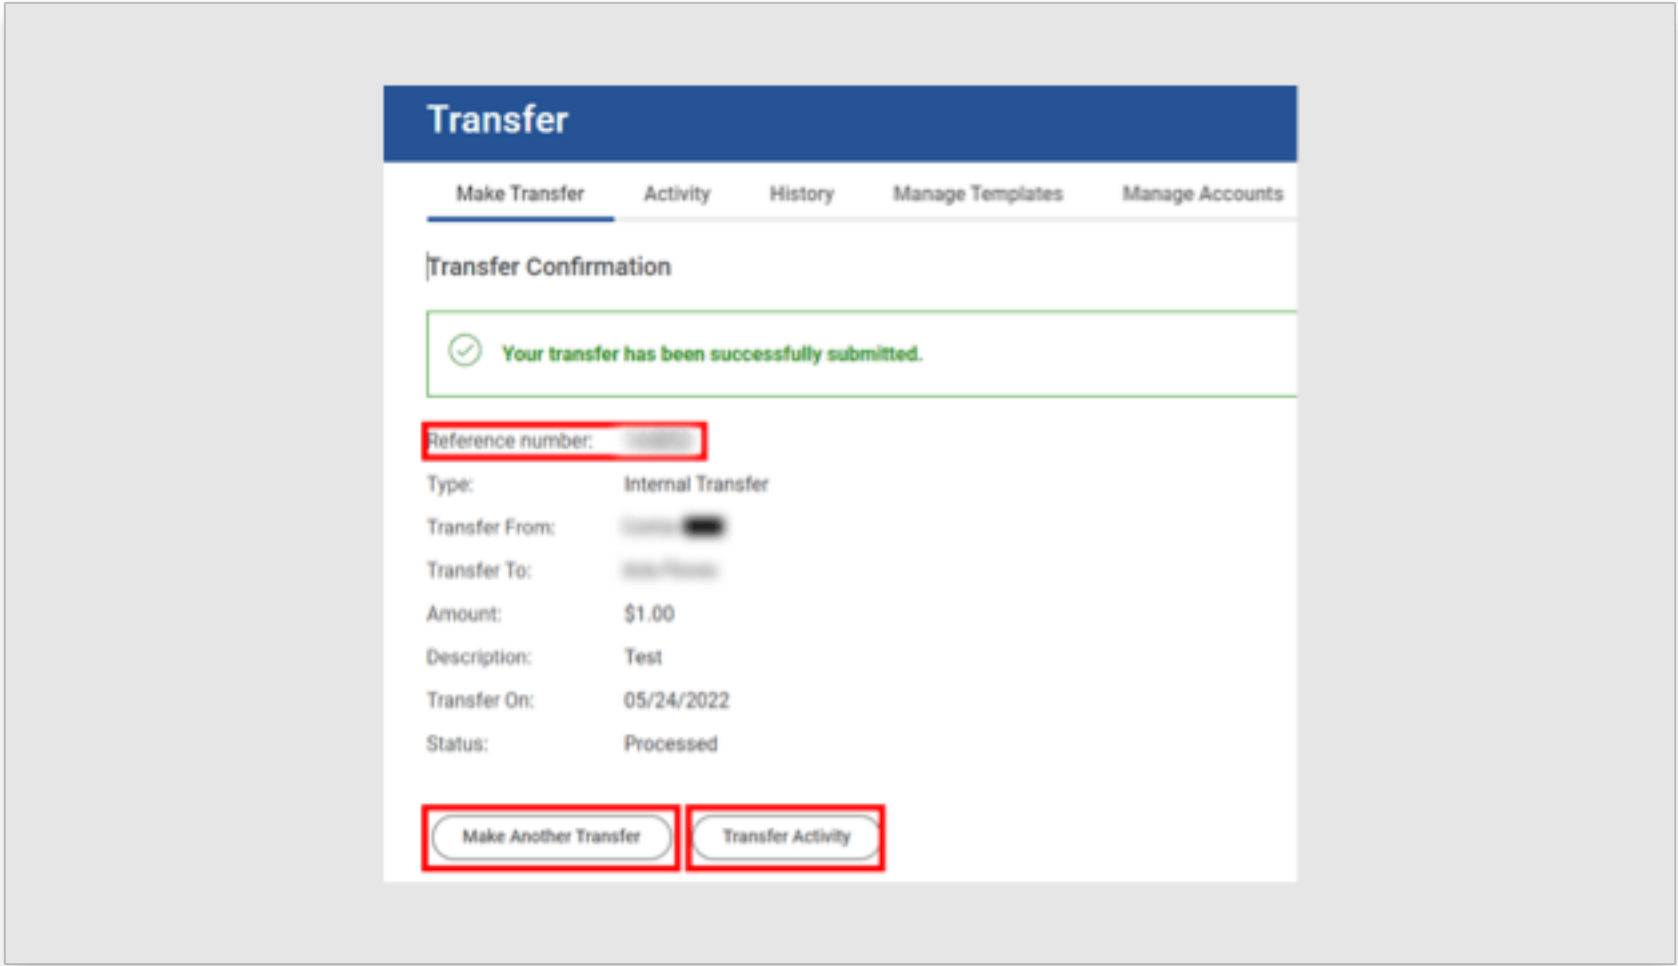 Transfer
Make Transfer Activity History Manage Templates Manage Accounts
Transfer Confirmation
Your transfer has been successfully submitted.
Reference number:
Type: Internal Transfer
Transfer From:
Transfer To:
Amount: $1.00
Description: Test
Transfer On: 05/24/2022
Status: Processed
Make Another Transfer Transfer Activity